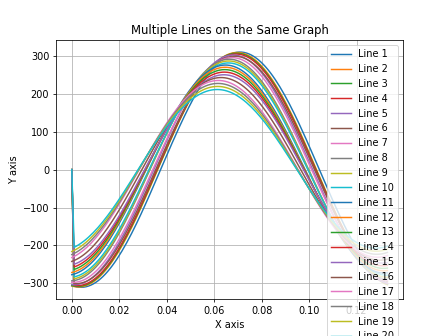 Multiple Lines on the Same Graph
Y axis
300
200
100
0
−100
−200
−300
0.00
0.02
0.04
0.06
0.08
0.10
X axis
Line 1
Line 2
Line 3
Line 4
Line 5
Line 6
Line 7
Line 8
Line 9
Line 10
Line 11
Line 12
Line 13
Line 14
Line 15
Line 16
Line 17
Line 18
Line 19
Line 20